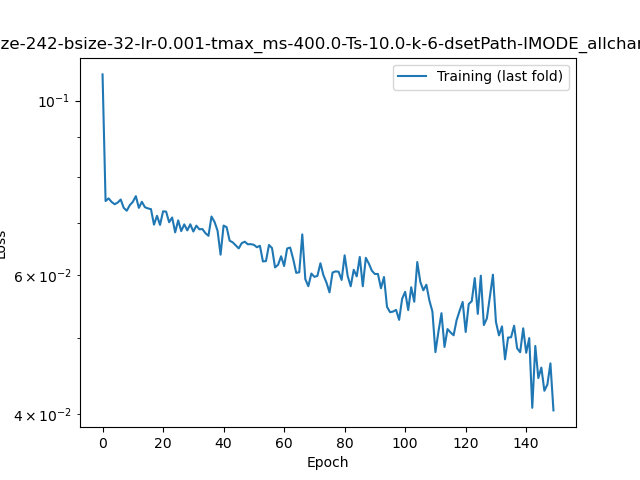 ze-242-bsize-32-lr-0.001-tmax_ms-400.0-Ts-10.0-k-6-dsetPath-IMODE_allchar
Training (last fold)
10⁻¹
6 × 10⁻²
4 × 10⁻²
Loss
0 20 40 60 80 100 120 140
Epoch